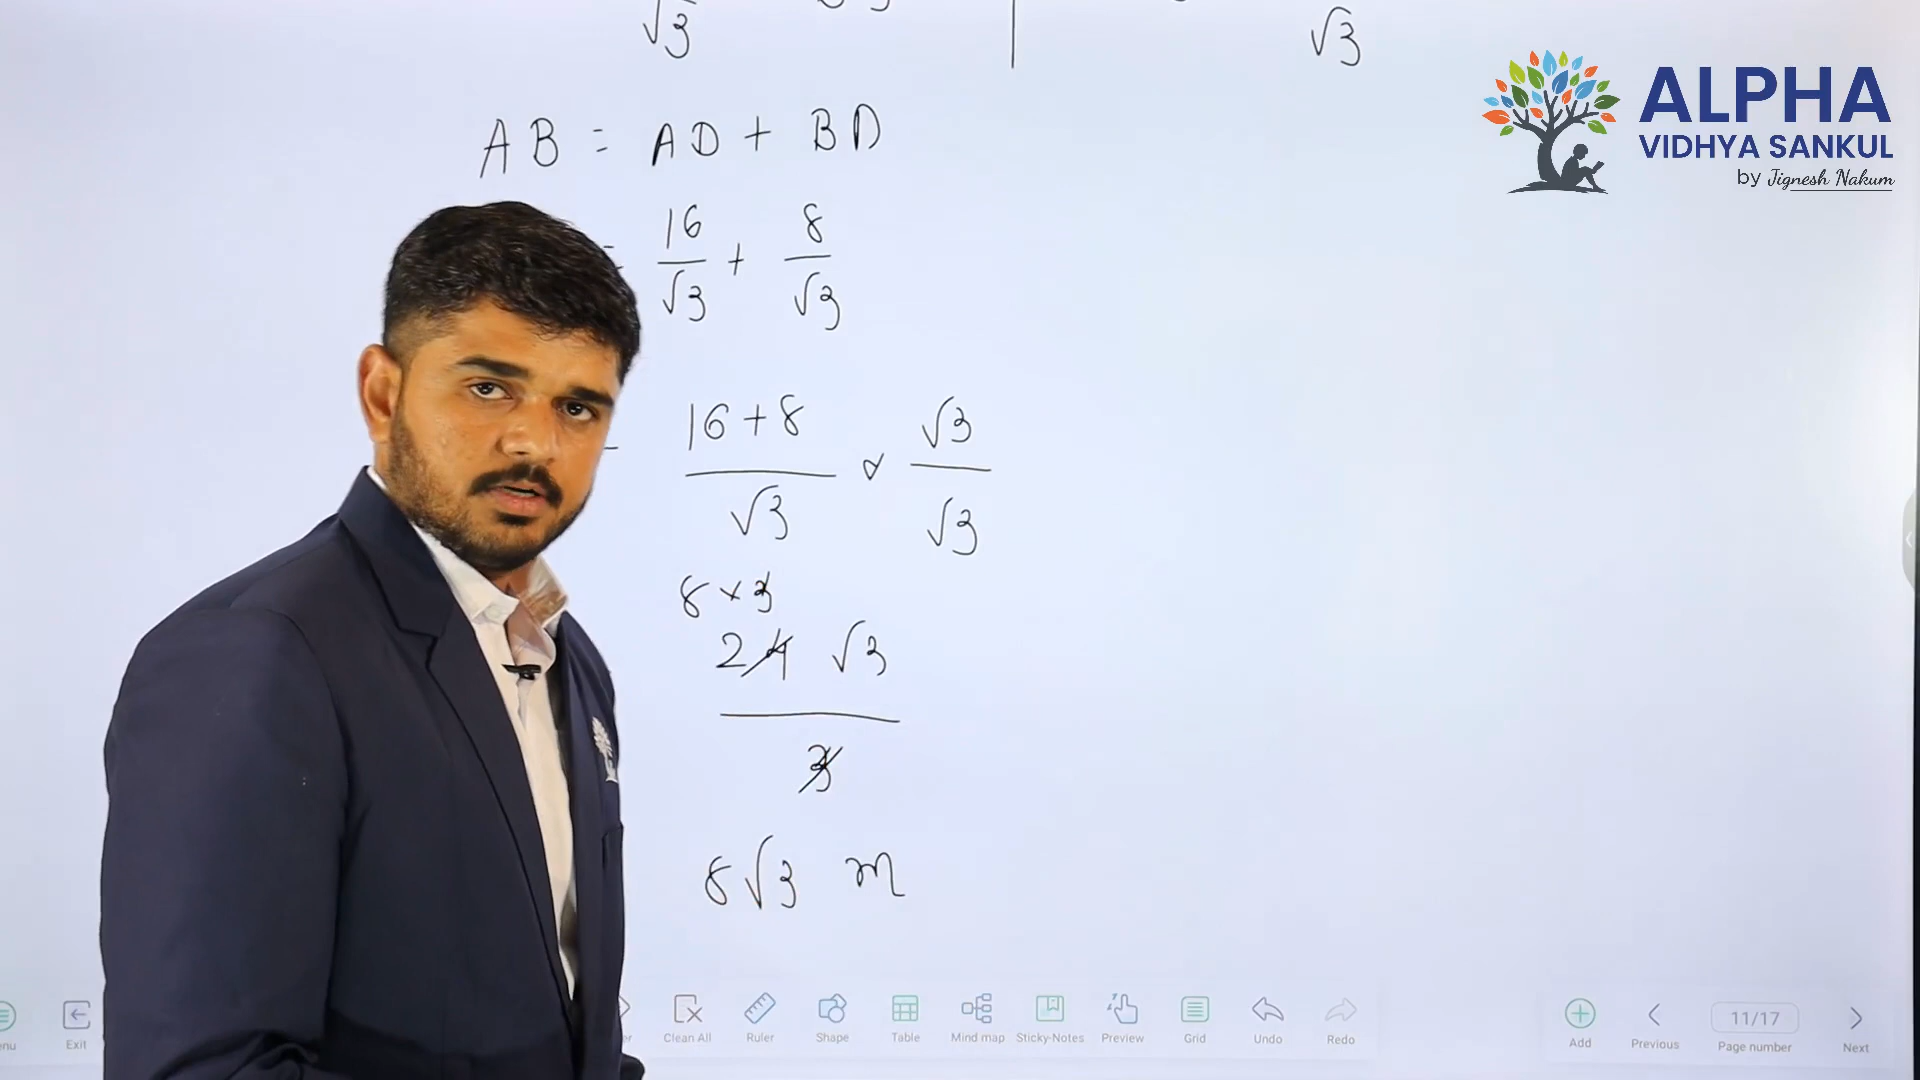 √3
√3
ALPHA
VIDHYA SANKUL
by Jignesh Nakum
AB = AD + BD
= 16/√3 + 8/√3
= 16+8/√3 × √3/√3
8 × 3
24 √3
3
8√3 m
Exit
Clean All
Ruler
Shape
Table
Mind map
Sticky-Notes
Preview
Grid
Undo
Redo
Add
Previous
11/17
Page number
Next